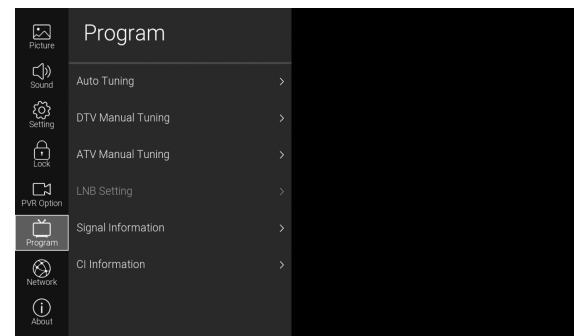 Program
Picture
Sound
Setting
Lock
PVR Option
Program
Network
About
Auto Tuning
DTV Manual Tuning
ATV Manual Tuning
LNB Setting
Signal Information
CI Information